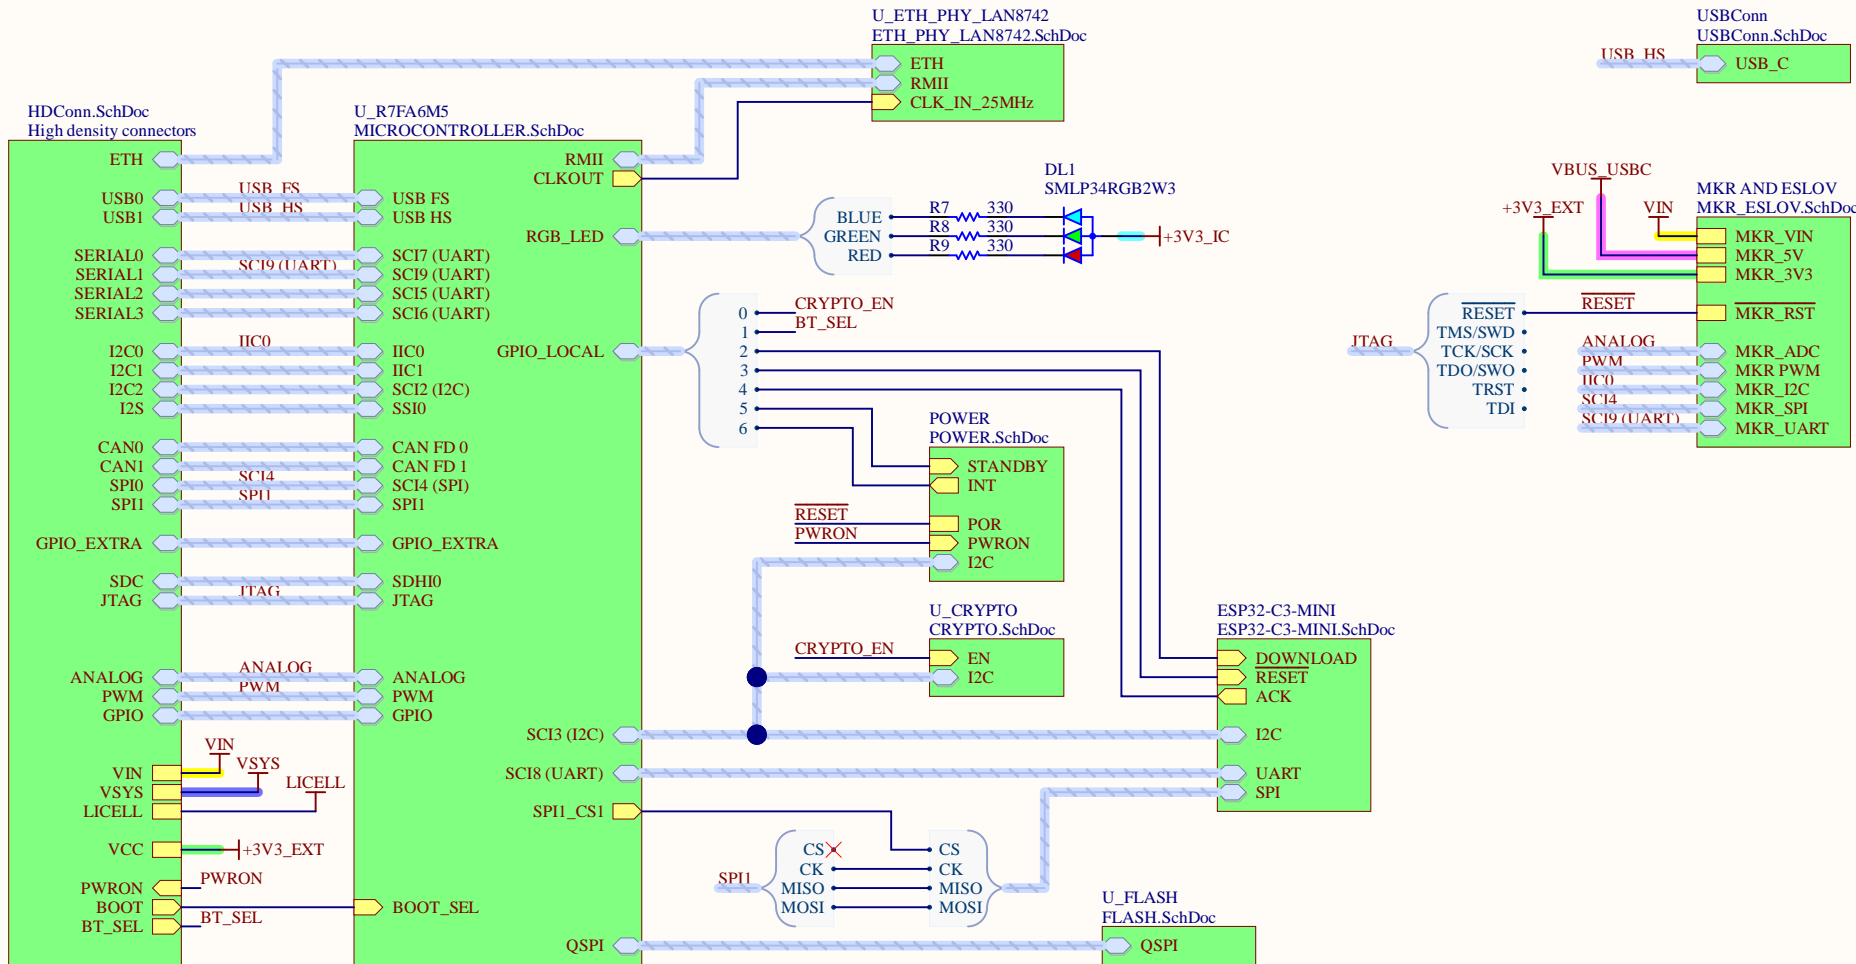 U_ETH_PHY_LAN8742
ETH_PHY_LAN8742.SchDoc
ETH
RMII
CLK_IN_25MHz
USBConn
USBConn.SchDoc
USB_HS
USB_C
HDConn.SchDoc
High density connectors
ETH
USB0
USB1
SERIAL0
SERIAL1
SERIAL2
SERIAL3
I2C0
I2C1
I2C2
I2S
CAN0
CAN1
SPI0
SPI1
GPIO_EXTRA
SDC
JTAG
ANALOG
PWM
GPIO
VIN
VSYS
LICELL
VCC
PWRON
BOOT
BT_SEL
USB_FS
USB_HS
SCI9 (UART)
IIC0
SCI4
SPI1
JTAG
ANALOG
PWM
VIN
VSYS
LICELL
+3V3_EXT
PWRON
BT_SEL
U_R7FA6M5
MICROCONTROLLER.SchDoc
USB FS
USB HS
SCI7 (UART)
SCI9 (UART)
SCI5 (UART)
SCI6 (UART)
IIC0
IIC1
SCI2 (I2C)
SSI0
CAN FD 0
CAN FD 1
SCI4 (SPI)
SPI1
GPIO_EXTRA
SDHI0
JTAG
ANALOG
PWM
GPIO
BOOT_SEL
RMII
CLKOUT
RGB_LED
GPIO_LOCAL
SCI3 (I2C)
SCI8 (UART)
SPI1_CS1
QSPI
DL1
SMLP34RGB2W3
BLUE R7 330
GREEN R8 330
RED R9 330
+3V3_IC
0 CRYPTO_EN
1 BT_SEL
2
3
4
5
6
POWER
POWER.SchDoc
STANDBY
INT
RESET
POR
PWRON
PWRON
I2C
U_CRYPTO
CRYPTO.SchDoc
CRYPTO_EN
EN
I2C
ESP32-C3-MINI
ESP32-C3-MINI.SchDoc
DOWNLOAD
RESET
ACK
I2C
UART
SPI
SPI1
CS CS
CK CK
MISO MISO
MOSI MOSI
U_FLASH
FLASH.SchDoc
QSPI
VBUS_USBC
+3V3_EXT
VIN
MKR AND ESLOV
MKR_ESLOV.SchDoc
MKR_VIN
MKR_5V
MKR_3V3
MKR_RST
MKR_ADC
MKR PWM
MKR_I2C
MKR_SPI
MKR_UART
RESET
ANALOG
PWM
IIC0
SCI4
SCI9 (UART)
JTAG
RESET
TMS/SWD
TCK/SCK
TDO/SWO
TRST
TDI